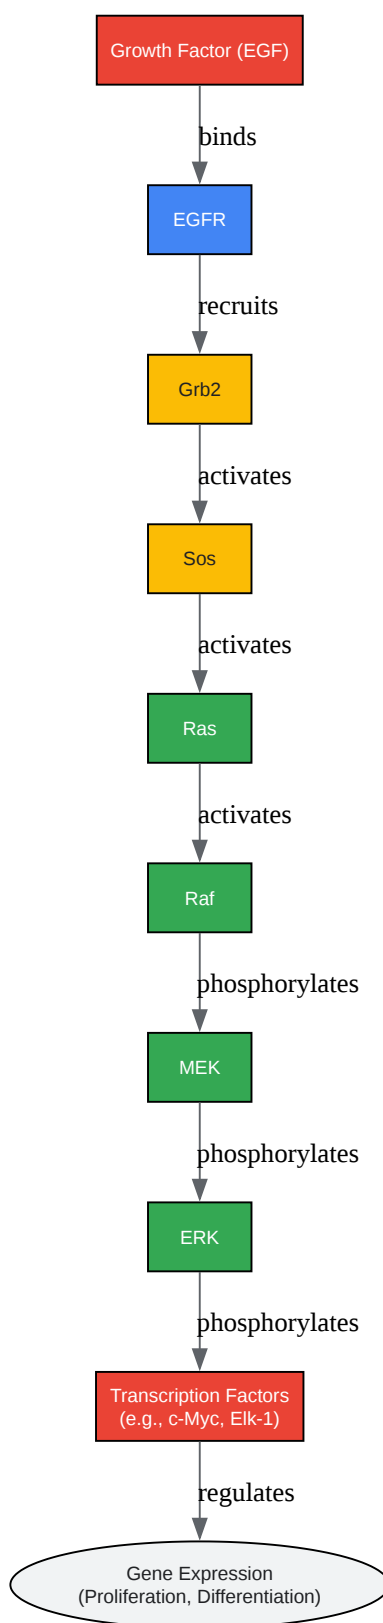 Growth Factor (EGF)
binds
EGFR
recruits
Grb2
activates
Sos
activates
Ras
activates
Raf
phosphorylates
MEK
phosphorylates
ERK
phosphorylates
Transcription Factors
(e.g., c-Myc, Elk-1)
regulates
Gene Expression
(Proliferation, Differentiation)